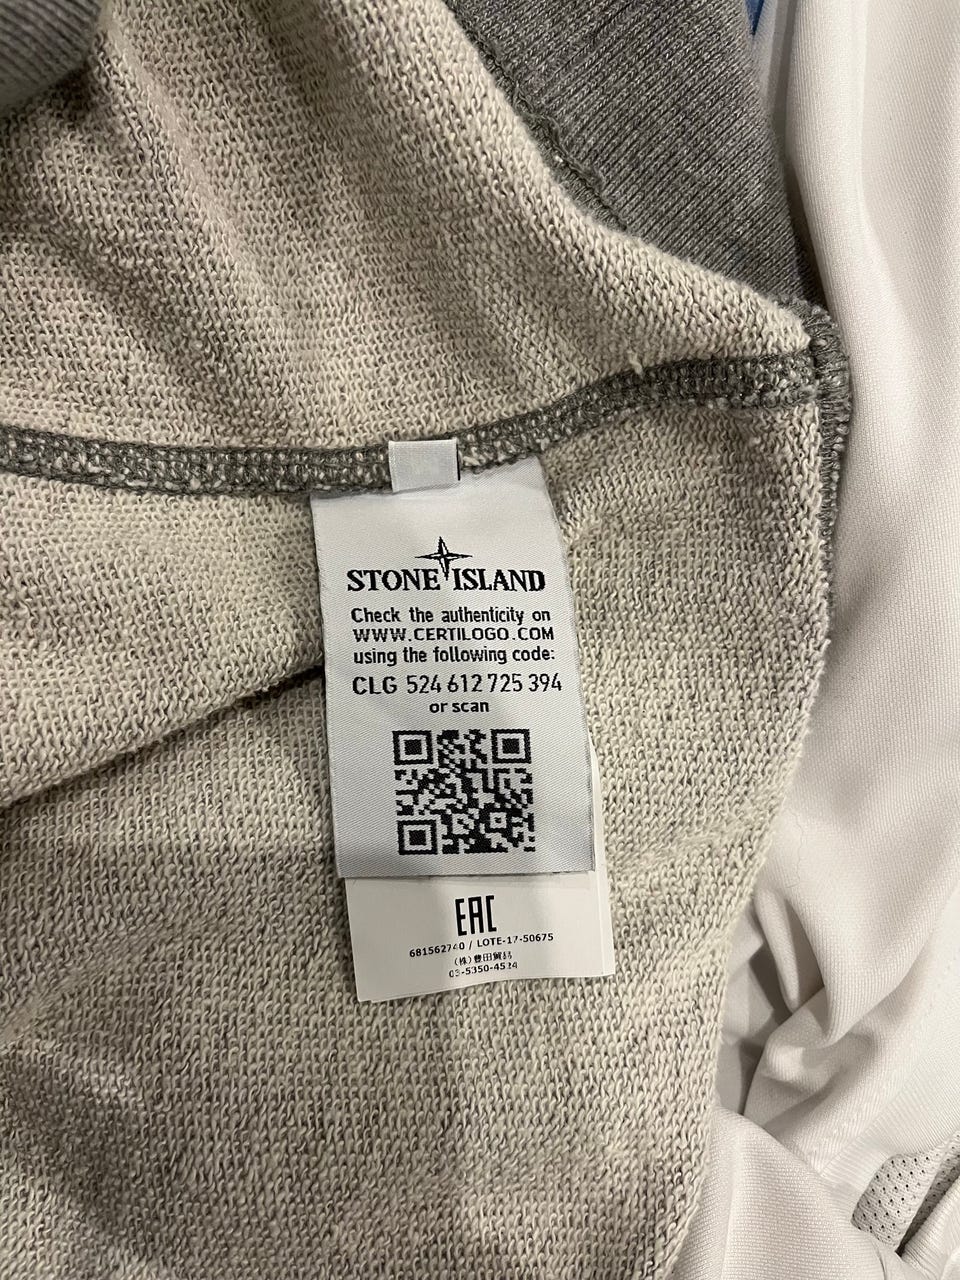 STONE ISLAND
Check the authenticity on
WWW.CERTILOGO.COM
using the following code:
CLG 524 612 725 394
or scan
EAC
681562740 / LOTE-17-50675
(株)豊田貿易
03-5350-4524